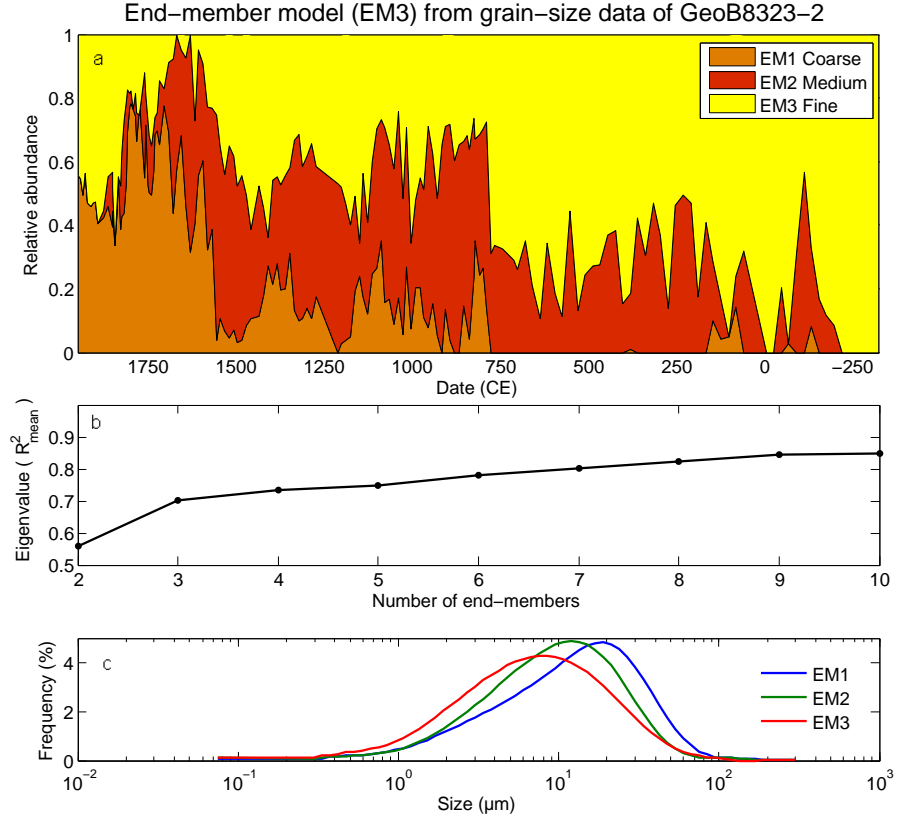 End−member model (EM3) from grain−size data of GeoB8323−2
a
1
0.8
0.6
0.4
0.2
0
Relative abundance
EM1 Coarse
EM2 Medium
EM3 Fine
1750 1500 1250 1000 750 500 250 0 −250
Date (CE)
b
0.9
0.8
0.7
0.6
0.5
Eigenvalue ( R²mean )
2 3 4 5 6 7 8 9 10
Number of end−members
c
4
2
0
Frequency (%)
EM1
EM2
EM3
10⁻² 10⁻¹ 10⁰ 10¹ 10² 10³
Size (µm)